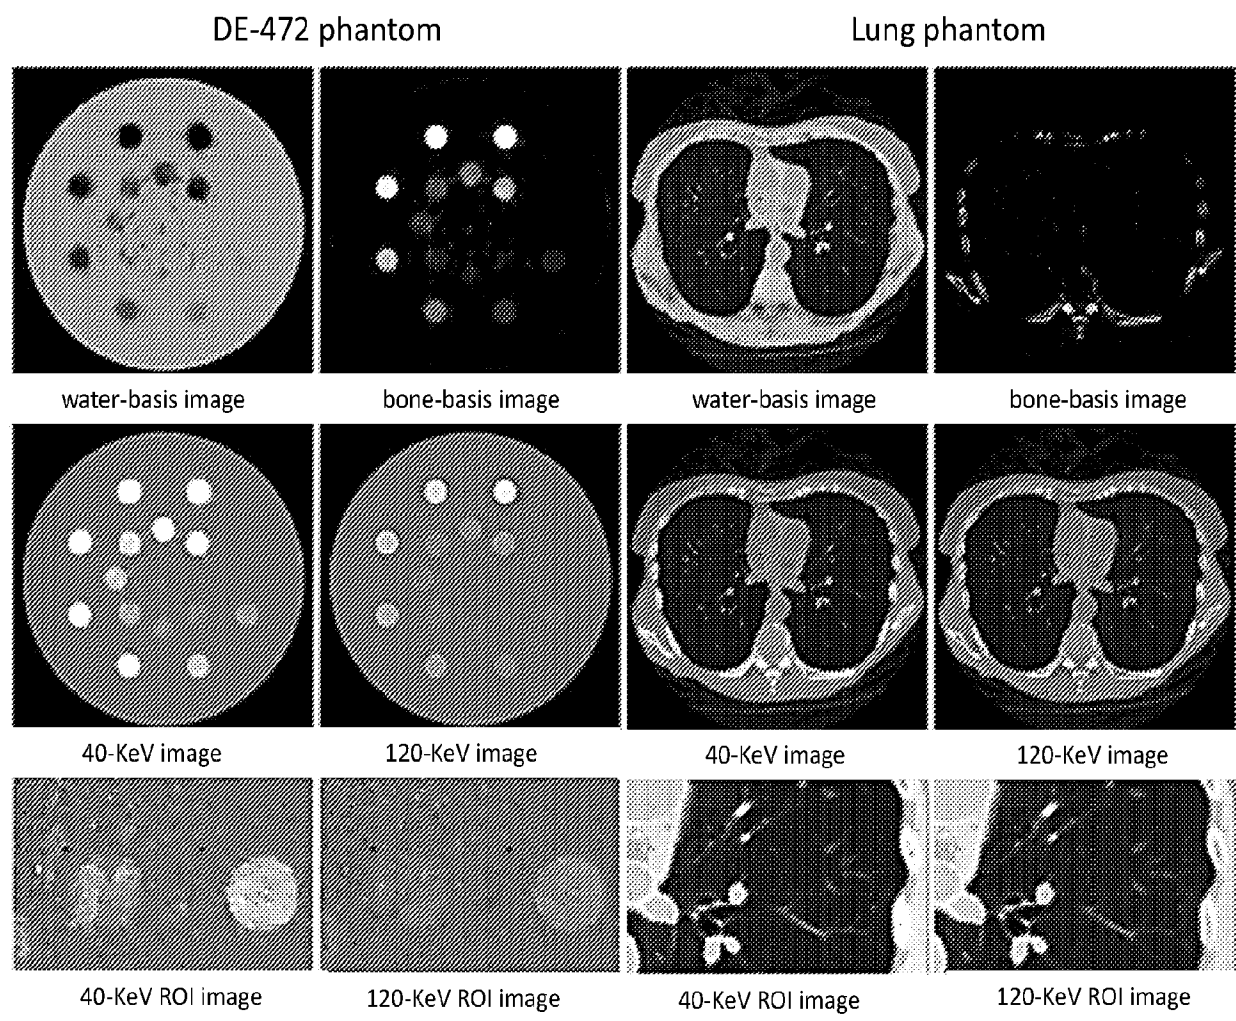 DE-472 phantom Lung phantom
water-basis image bone-basis image water-basis image bone-basis image
40-KeV image 120-KeV image 40-KeV image 120-KeV image
40-KeV ROI image 120-KeV ROI image 40-KeV ROI image 120-KeV ROI image